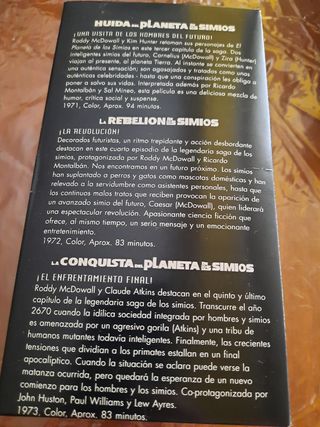 HUIDA DEL PLANETA DE LOS SIMIOS
¡UNA VISITA DE LOS HOMBRES DEL FUTURO!
Roddy McDowall y Kim Hunter retoman sus personajes de El
Planeta de los Simios en este tercer capítulo de la saga. Dos
inteligentes simios del futuro, Cornelius (McDowall) y Zira (Hunter)
viajan al presente, al planeta Tierra. Al instante se convierten en
una auténtica sensación; son agasajados y tratados como unos
auténticas celebridades - hasta que una conspiración les obliga a
poner a salvo sus vidas. Interpretada además por Ricardo
Montalbán y Sal Mineo, esta película es una deliciosa mezcla de
humor, crítica social y suspense.
1971, Color, Aprox. 94 minutos.
LA REBELION DE LOS SIMIOS
¡LA REVOLUCIÓN!
Decorados futuristas, un ritmo trepidante y acción desbordante
destacan en este cuarto episodio de la legendaria saga de los
simios, protagonizado por Roddy McDowall y Ricardo
Montalbán. Nos encontramos en un futuro próximo. Los simios
han suplantado a perros y gatos como mascotas domésticas y han
relevado a la servidumbre como asistentes personales, hasta que
los continuos malos tratos que reciben provocan la aparición de
un avanzado simio del futuro, Caesar (McDowall), quien liderará
una espectacular revolución. Apasionante ciencia ficción que
ofrece, al mismo tiempo, un serio mensaje y un emocionante
entretenimiento.
1972, Color, Aprox. 83 minutos.
LA CONQUISTA DEL PLANETA DE LOS SIMIOS
¡EL ENFRENTAMIENTO FINAL!
Roddy McDowall y Claude Atkins destacan en el quinto y último
capítulo de la legendaria saga de los simios. Transcurre el año
2670 cuando la idílica sociedad integrada por hombres y simios
es amenazada por un agresivo gorila (Atkins) y una tribu de
humanos mutantes todavía inteligentes. Finalmente, las crecientes
tensiones que dividían a los primates estallan en un final
apocalíptico. Cuando la situación se aclara puede verse la
matanza ocurrida, pero quedará la esperanza de un nuevo
comienzo para los hombres y los simios. Co-protagonizada por
John Huston, Paul Williams y Lew Ayres.
1973, Color, Aprox. 83 minutos.